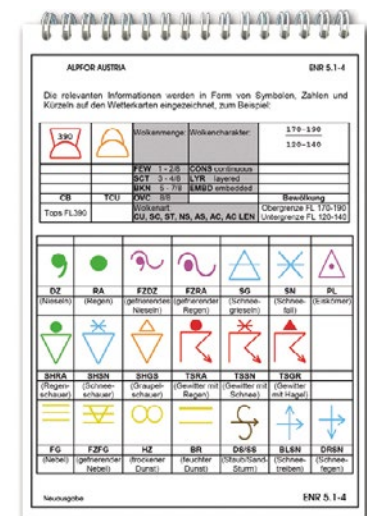 ALPFOR AUSTRIA ENR 5.1-4
Die relevanten Informationen werden in Form von Symbolen, Zahlen und
Kürzeln auf den Wetterkarten eingezeichnet, zum Beispiel:
390 Wolkenmenge: Wolkencharakter: 170-190
120-140
FEW 1 - 2/8 CONS continuous
SCT 3 - 4/8 LYR layered
BKN 5 - 7/8 EMBD embedded
CB TCU OVC 8/8 Bewölkung
Tops FL390 Wolkenart Obergrenze FL 170-190
CU, SC, ST, NS, AS, AC, AC LEN Untergrenze FL 120-140
DZ RA FZDZ FZRA SG SN PL
(Nieseln) (Regen) (gefrierendes (gefrierender (Schnee- (Schnee- (Eiskörner)
Nieseln) Regen) grieseln) fall)
SHRA SHSN SHGS TSRA TSSN TSGR
(Regen- (Schnee- (Graupel- (Gewitter mit (Gewitter mit (Gewitter
schauer) schauer) schauer) Regen) Schnee) mit Hagel)
FG FZFG HZ BR DS/SS BLSN DRSN
(Nebel) (gefrierender (trockener (feuchter (Staub/Sand- (Schnee- (Schnee-
Nebel) Dunst) Dunst) Sturm) treiben) fegen)
Neuausgabe ENR 5.1-4